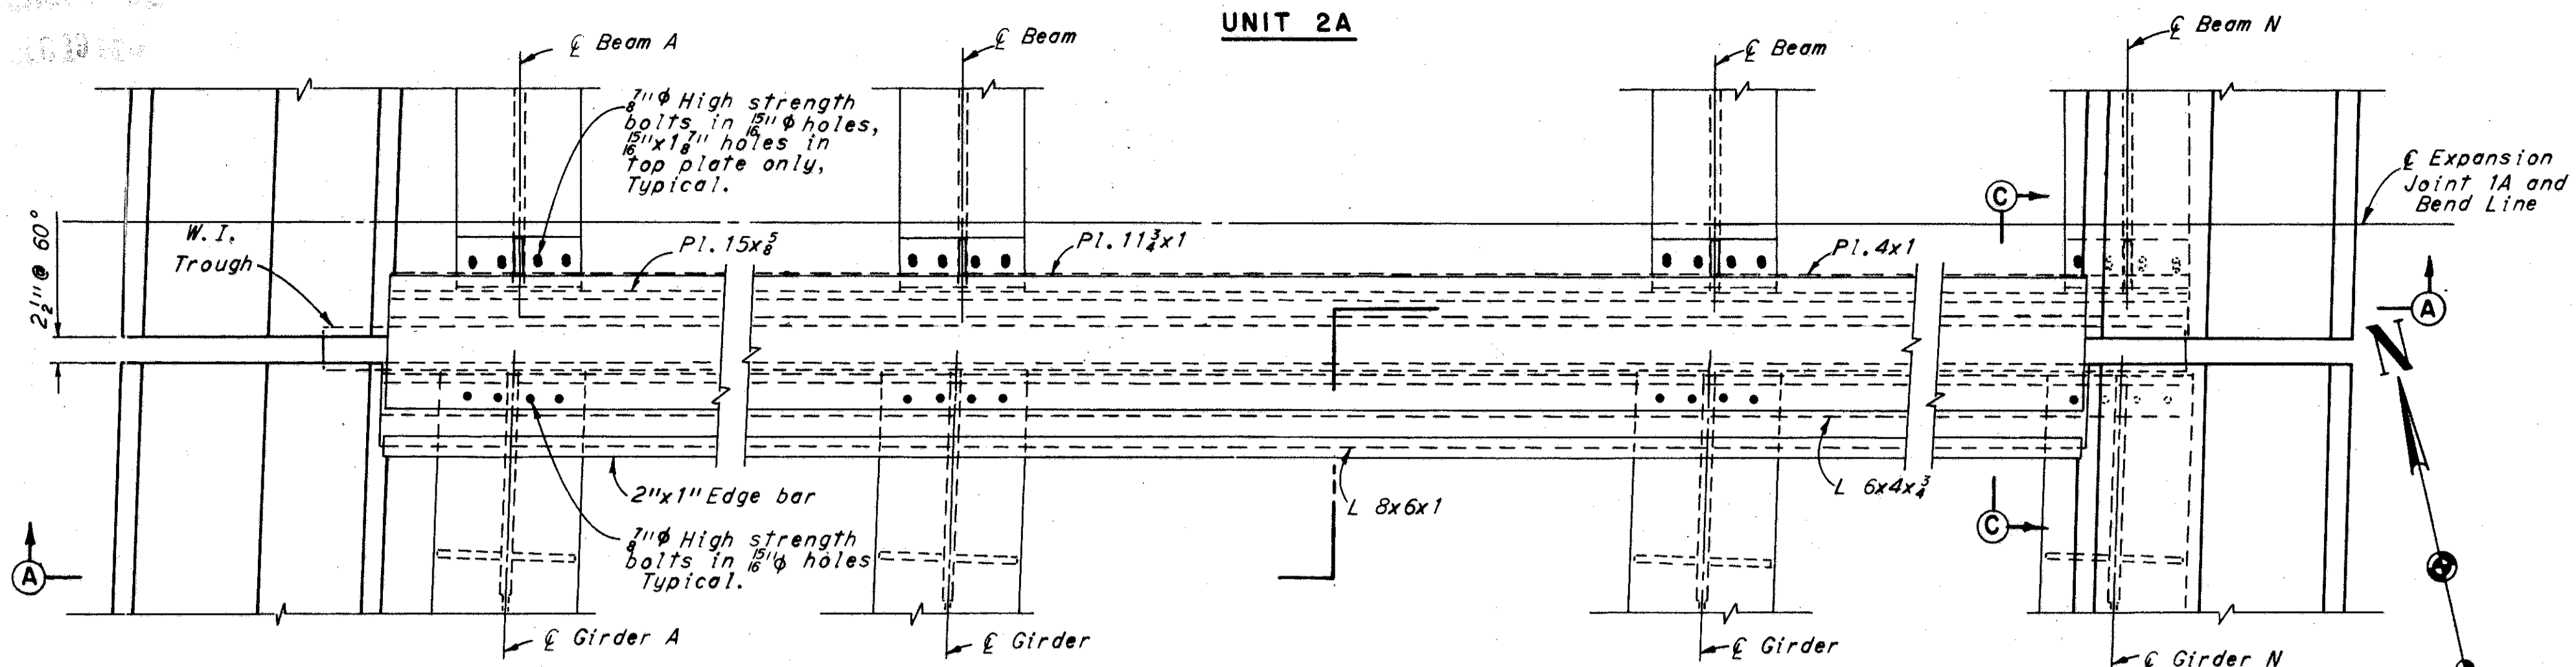 UNIT 2A
℄ Beam A
℄ Beam
℄ Beam
℄ Beam N
7/8"φ High strength
bolts in 15/16"φ holes,
15/16"x1 7/8" holes in
top plate only,
Typical.
℄ Expansion
Joint 1A and
Bend Line
C
2 1/2" @ 60°
W.I.
Trough
Pl. 15x5/8
Pl. 11 3/4x1
Pl. 4x1
A
N
2"x1" Edge bar
L 8x6x1
L 6x4x3/4
C
7/8"φ High strength
bolts in 15/16"φ holes
Typical.
A
℄ Girder A
℄ Girder
℄ Girder
℄ Girder N